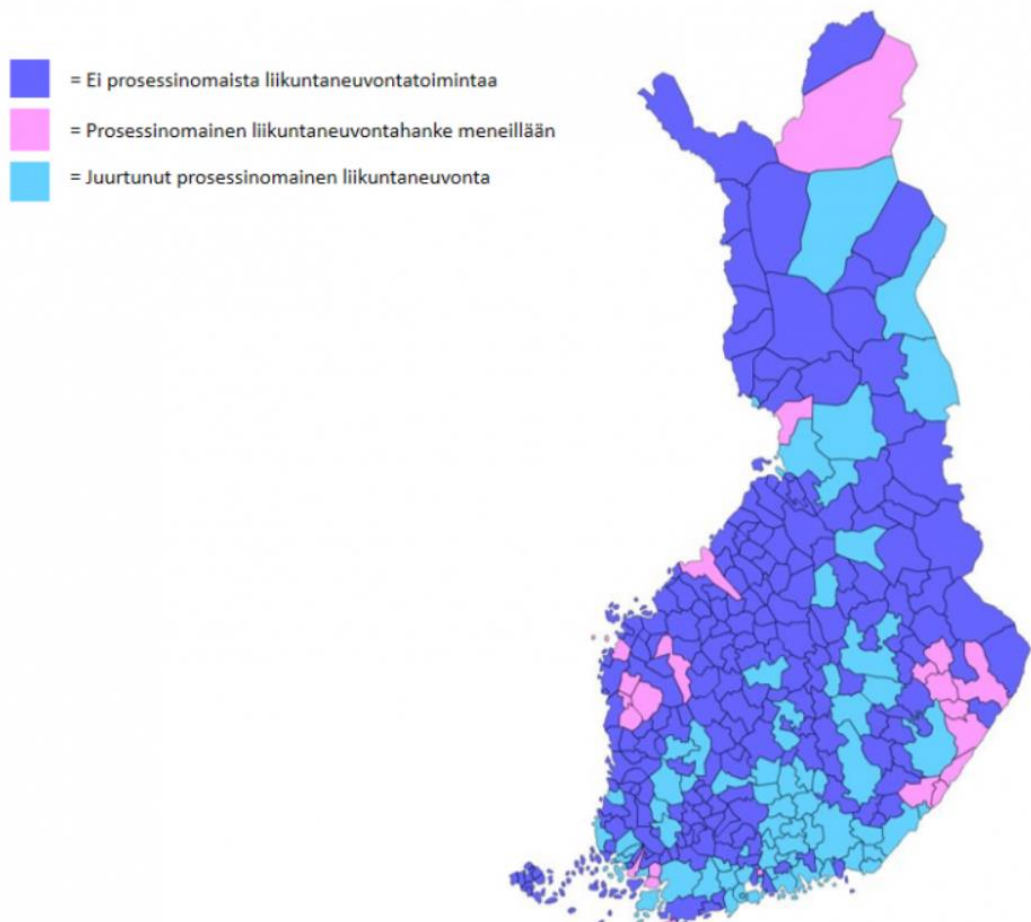 = Ei prosessinomaista liikuntaneuvontatoimintaa
= Prosessinomainen liikuntaneuvontahanke meneillään
= Juurtunut prosessinomainen liikuntaneuvonta